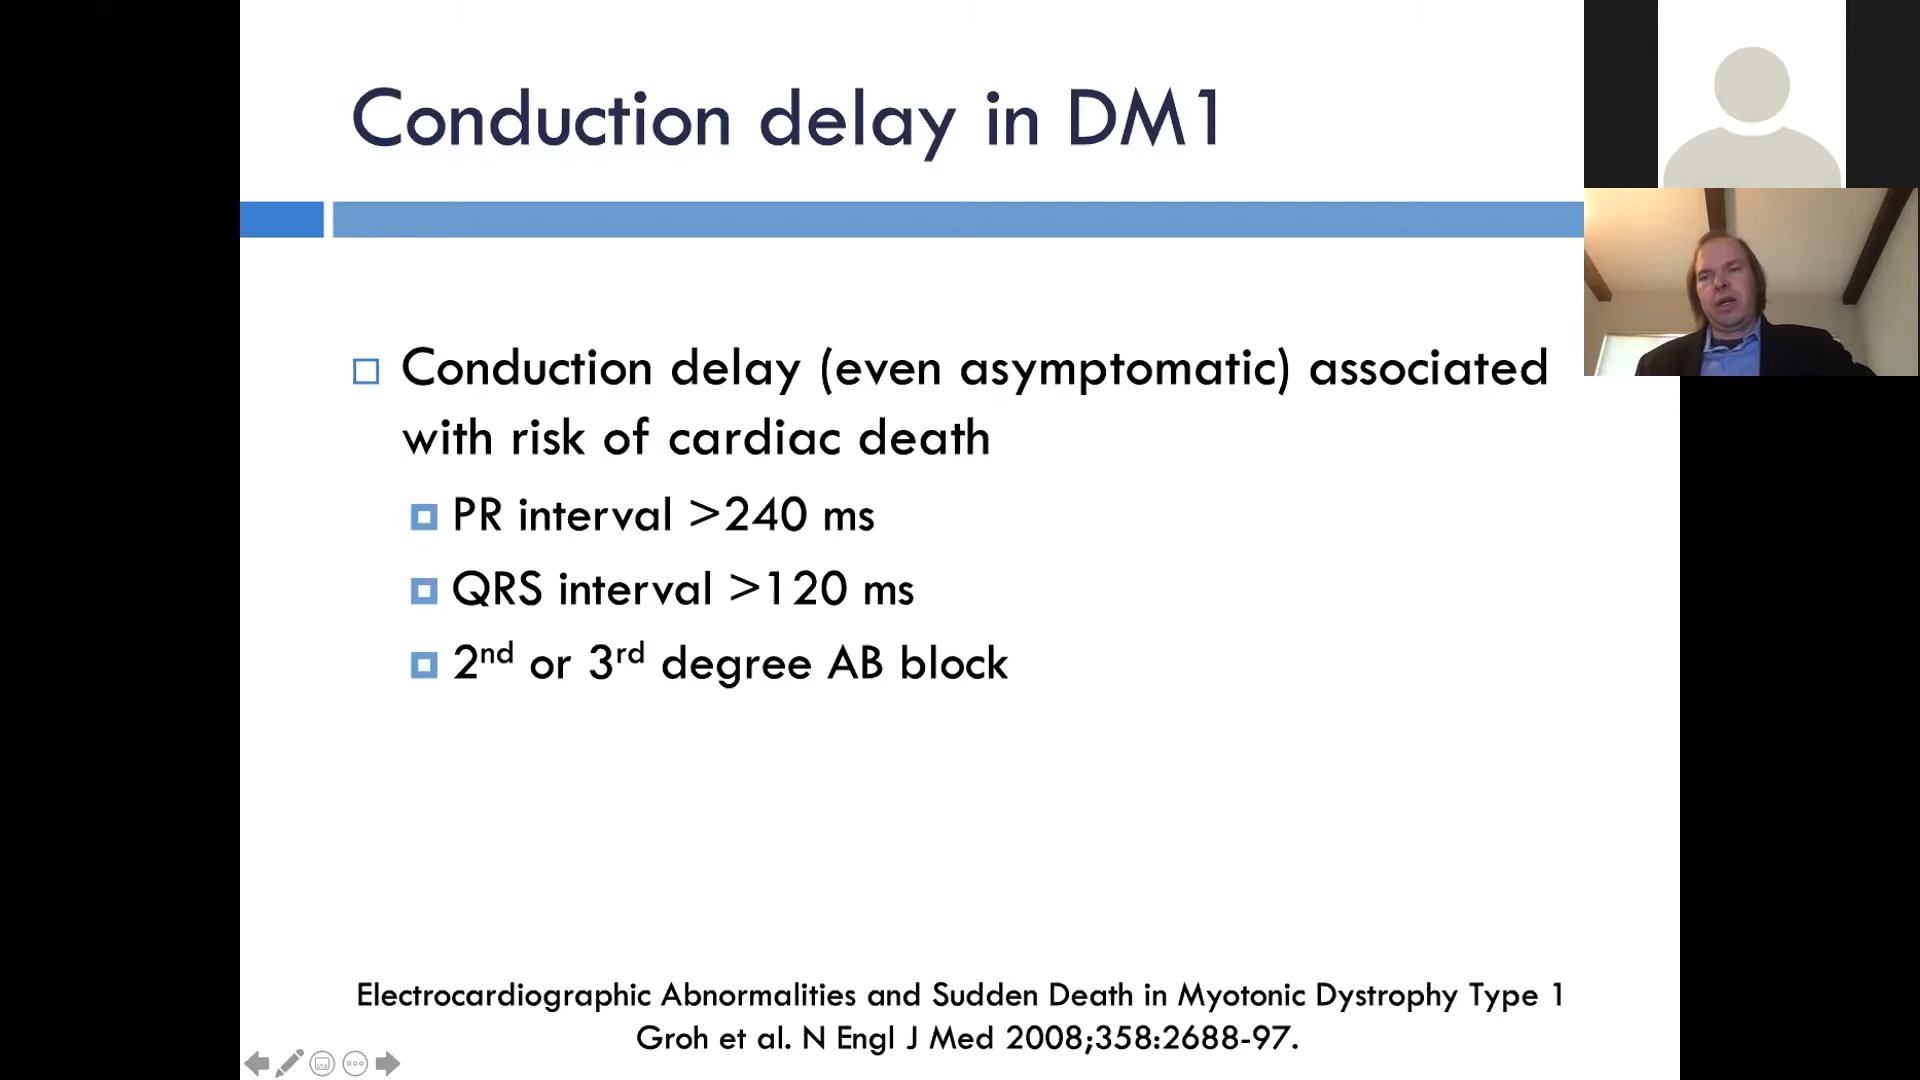 Conduction delay in DM1
Conduction delay (even asymptomatic) associated
with risk of cardiac death
PR interval >240 ms
QRS interval >120 ms
2nd or 3rd degree AB block
Electrocardiographic Abnormalities and Sudden Death in Myotonic Dystrophy Type 1
Groh et al. N Engl J Med 2008;358:2688-97.